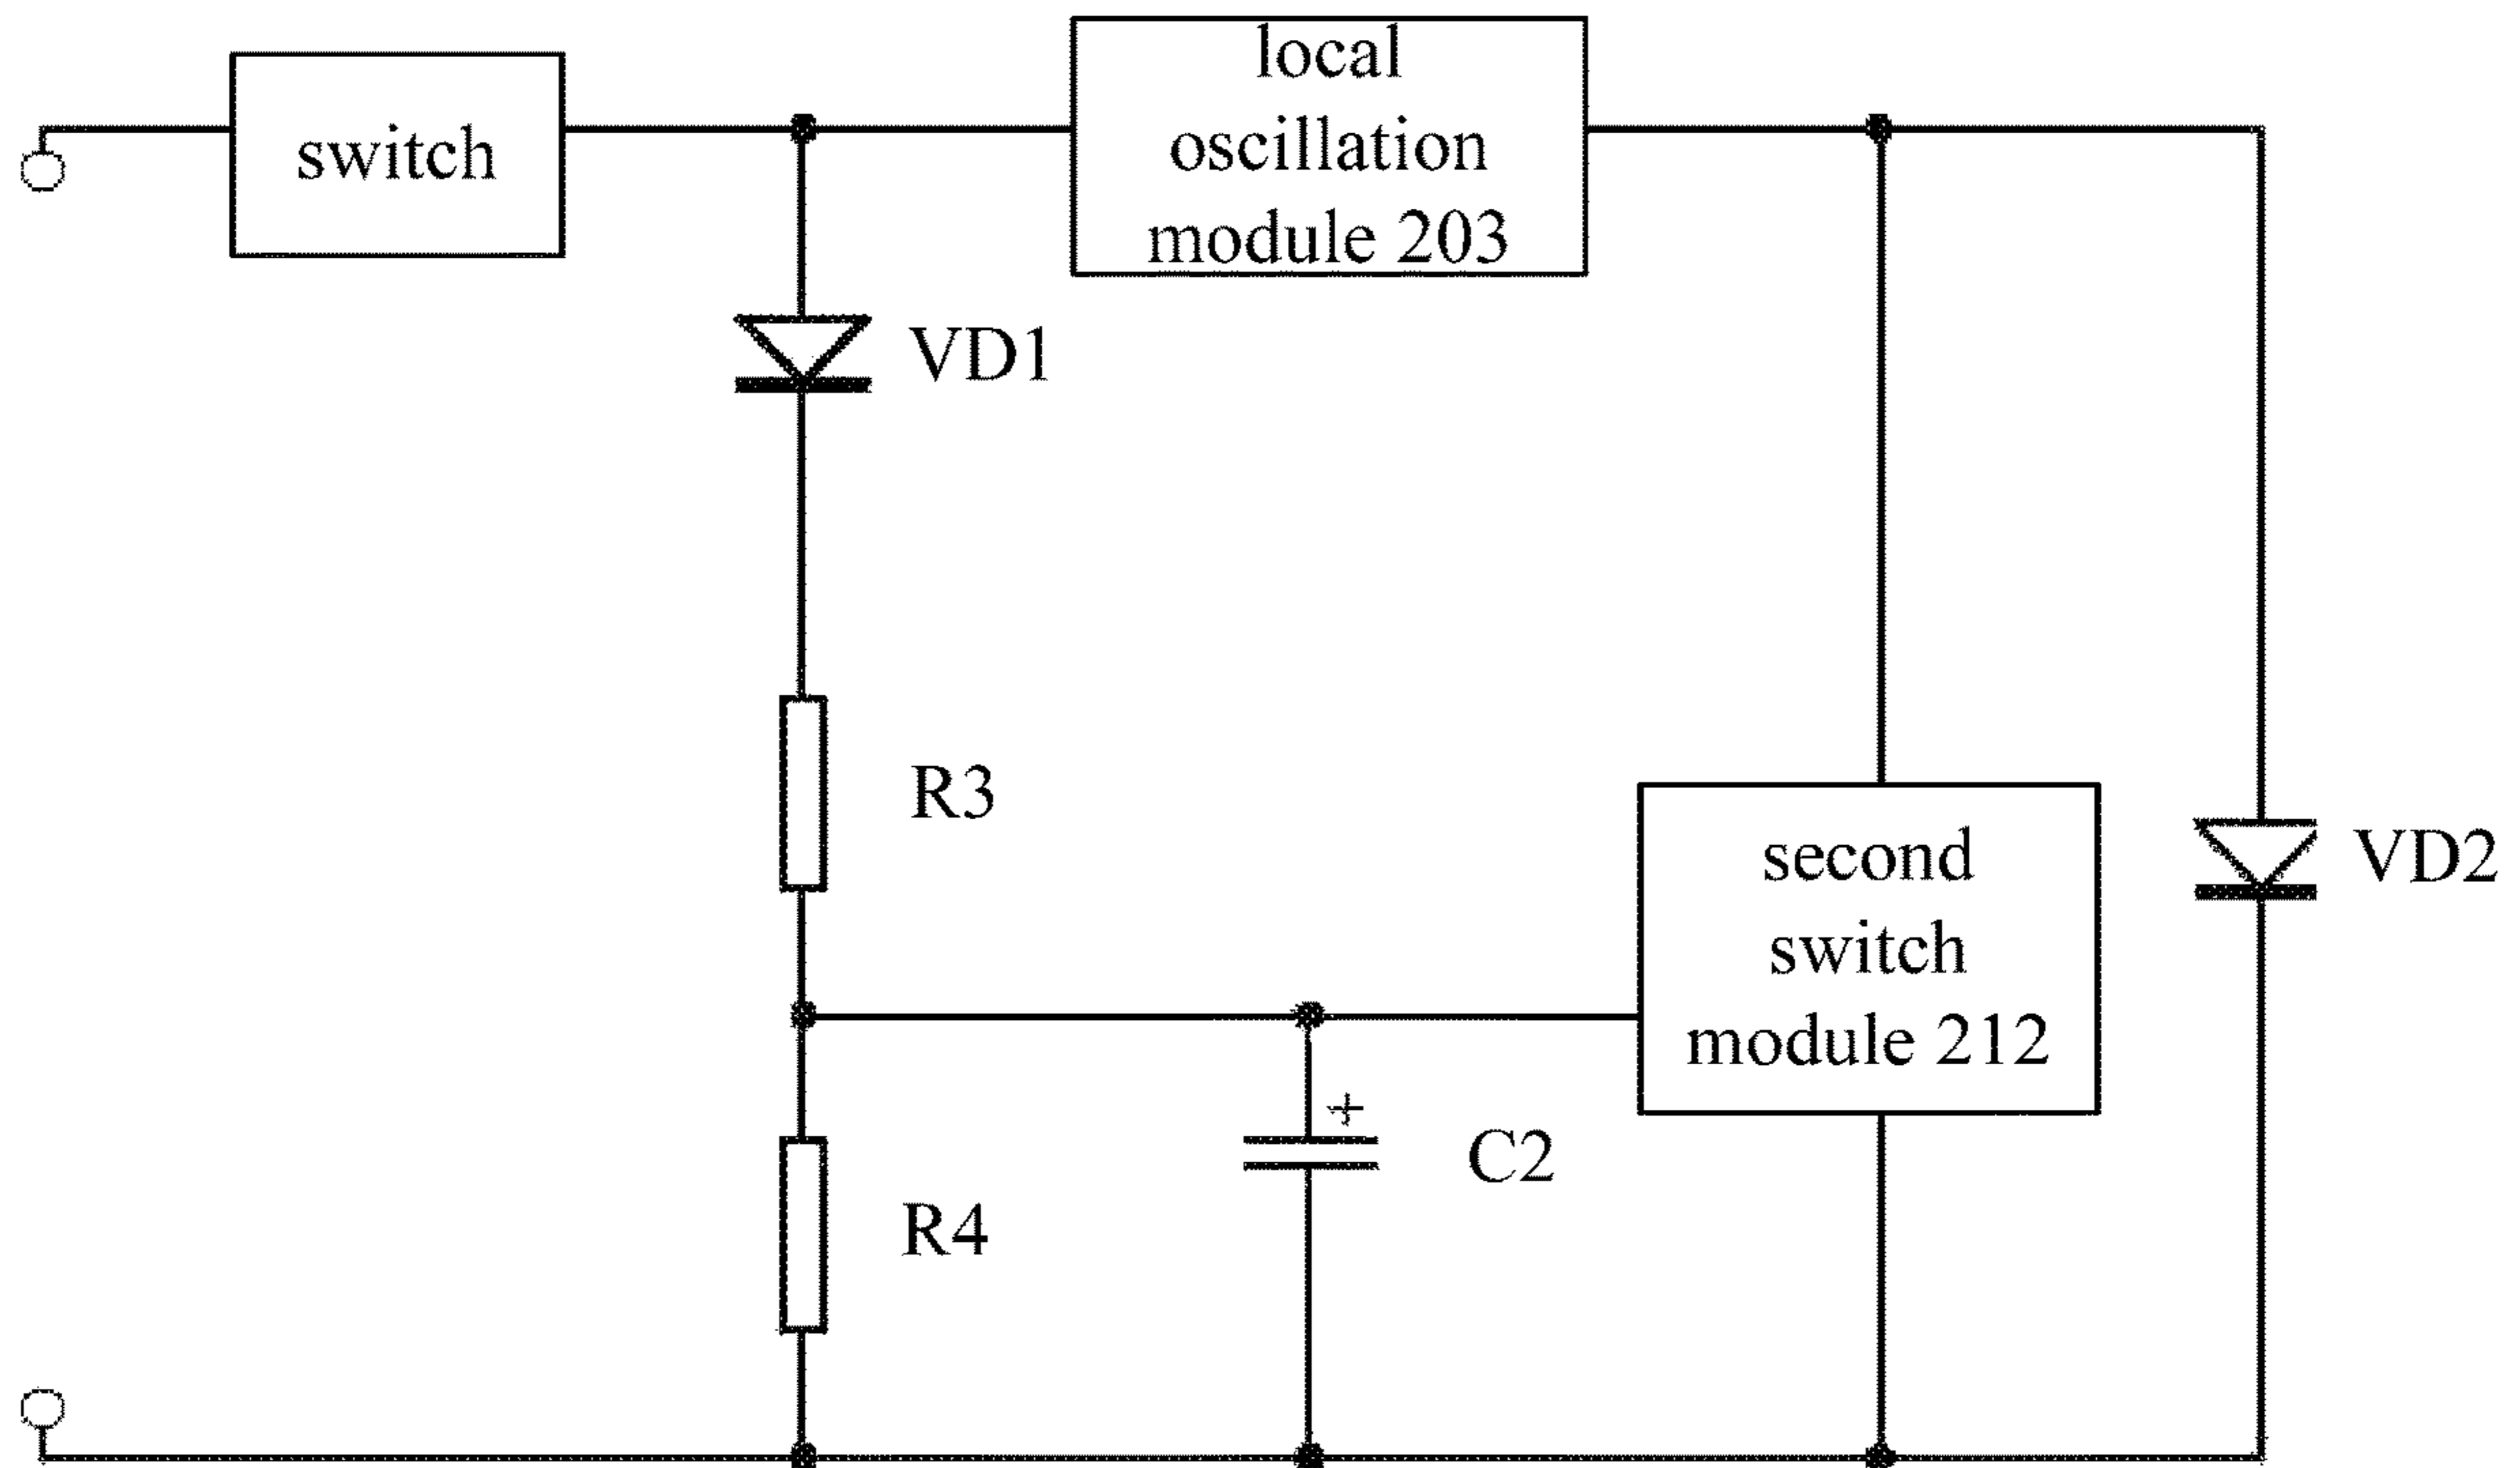 switch
local
oscillation
module 203
VD1
R3
second
switch
module 212
VD2
+
C2
R4